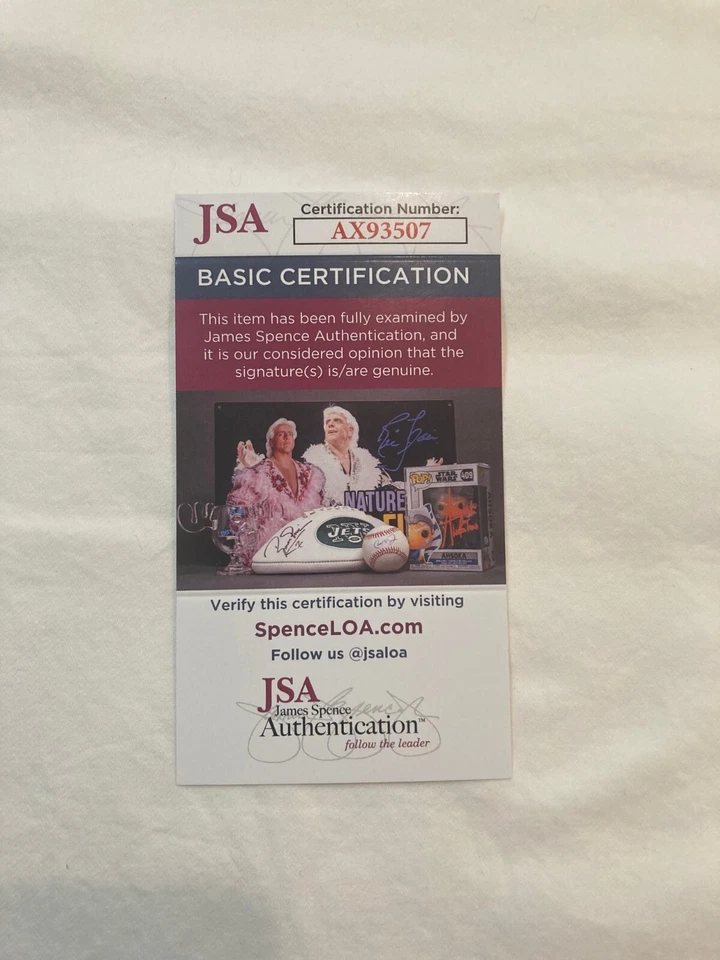 JSA
Certification Number:
AX93507
BASIC CERTIFICATION
This item has been fully examined by
James Spence Authentication, and
it is our considered opinion that the
signature(s) is/are genuine.
NATURE
JETS
POP!
STAR
WARS
409
AHSOKA
Verify this certification by visiting
SpenceLOA.com
Follow us @jsaloa
JSA
James Spence
Authentication™
follow the leader